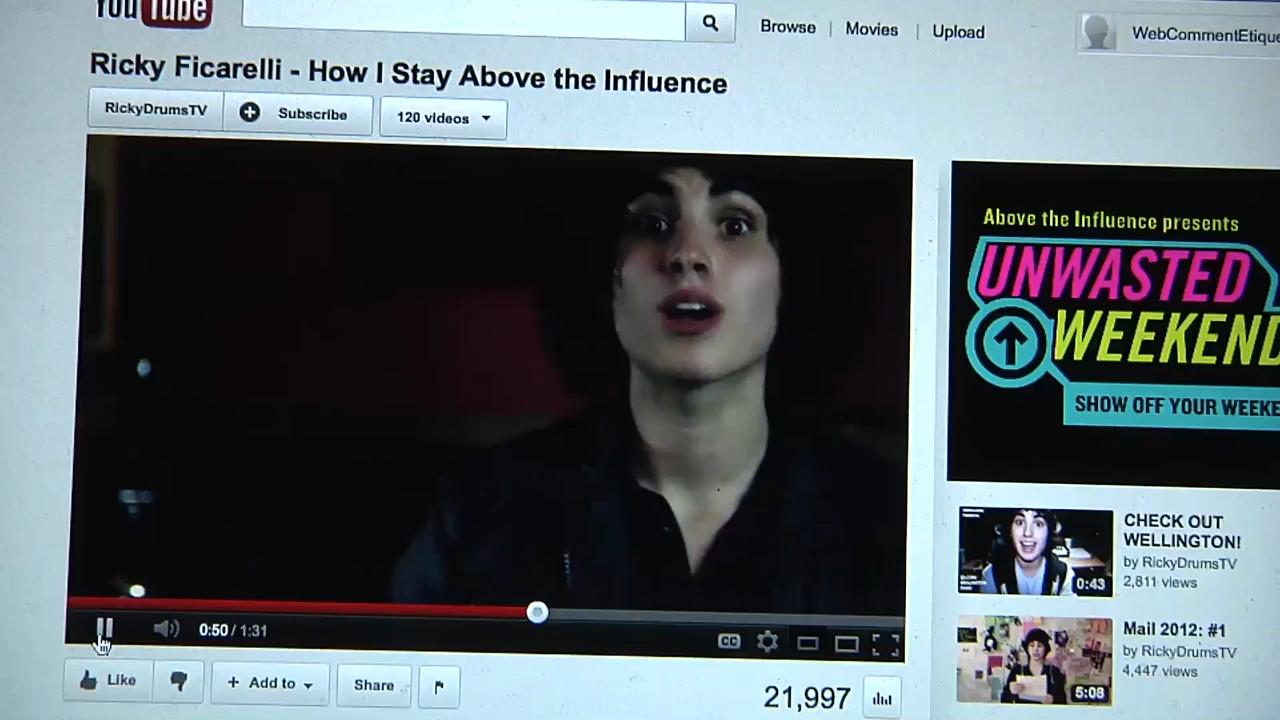 YouTube
Browse | Movies | Upload
WebCommentEtique
Ricky Ficarelli - How I Stay Above the Influence
RickyDrumsTV
Subscribe
120 videos
Above the Influence presents
UNWASTED
WEEKEND
SHOW OFF YOUR WEEKE
CHECK OUT
WELLINGTON!
by RickyDrumsTV
2,811 views
0:43
Mail 2012: #1
by RickyDrumsTV
4,447 views
5:08
0:50 / 1:31
CC
Like
+ Add to
Share
21,997